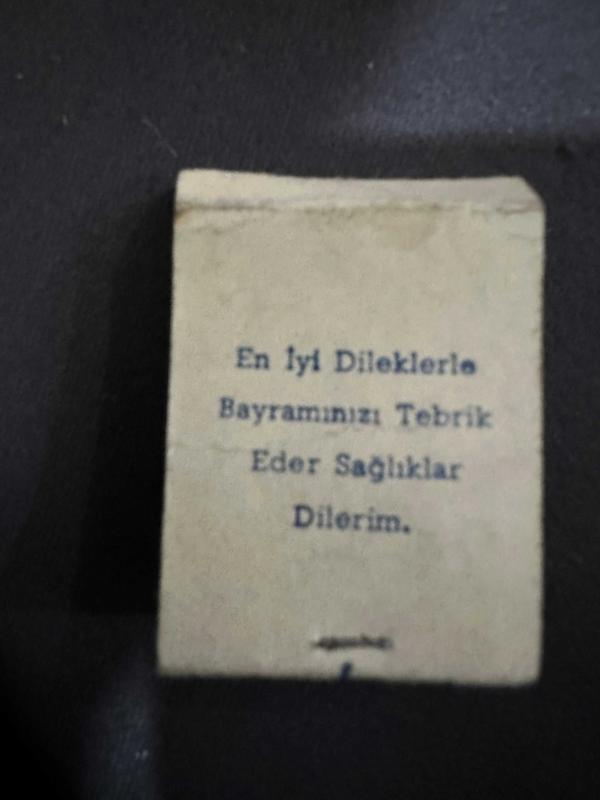 En İyi Dileklerle
Bayramınızı Tebrik
Eder Sağlıklar
Dilerim.